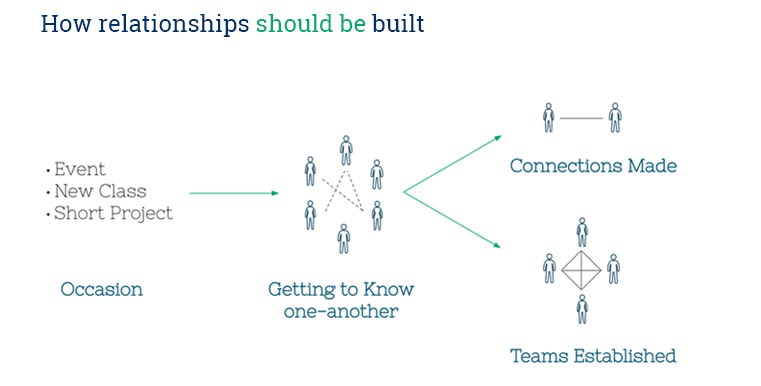 How relationships should be built
· Event
· New Class
· Short Project
Occasion
Getting to Know
one-another
Connections Made
Teams Established